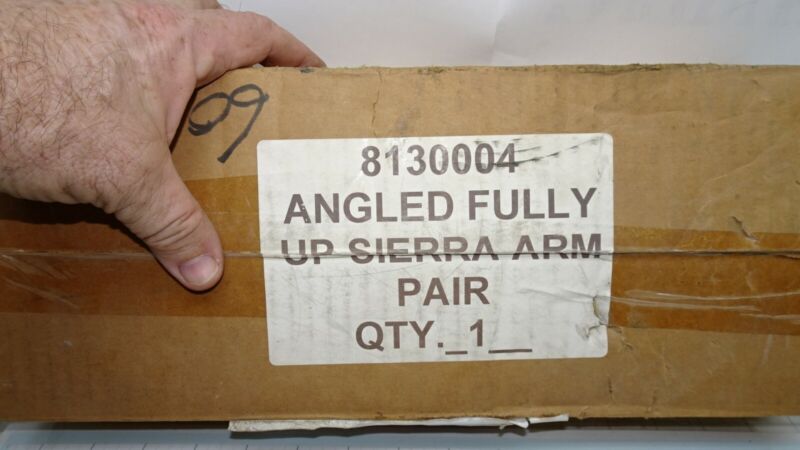 09
8130004
ANGLED FULLY
UP SIERRA ARM
PAIR
QTY._1__